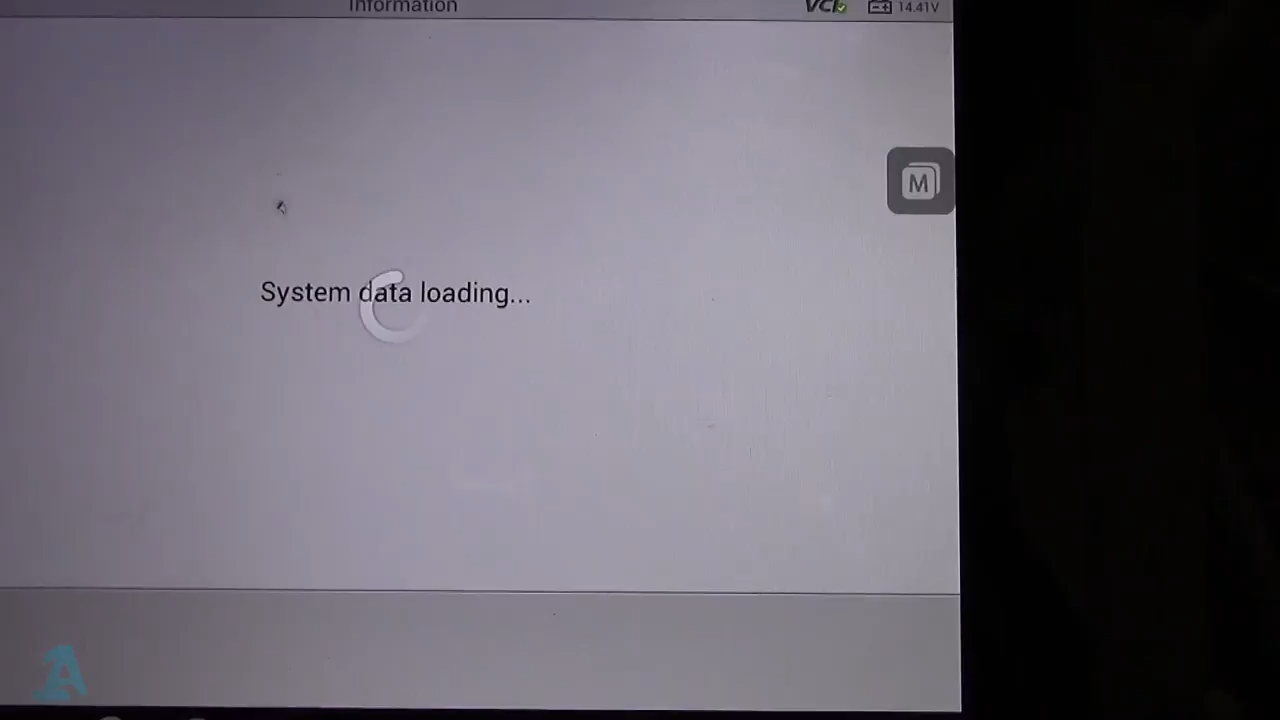 Information
VCI
14.41V
M
System data loading...
A